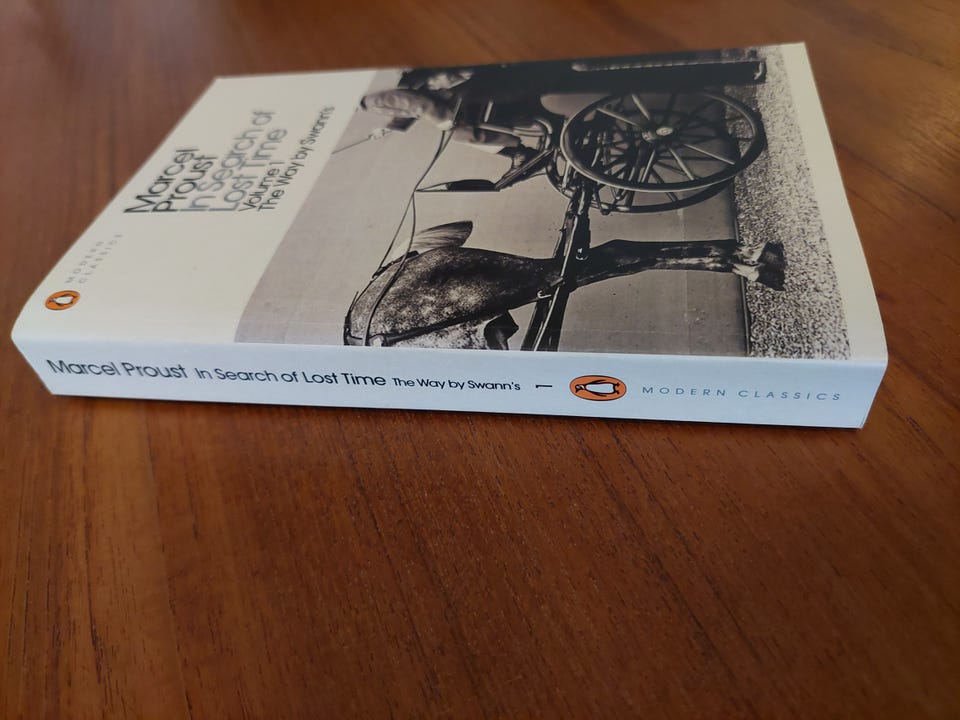 Marcel
Proust
In Search of
Lost Time
Volume 1
The Way by Swann's
MODERN
CLASSICS
Marcel Proust In Search of Lost Time The Way by Swann's 1 MODERN CLASSICS